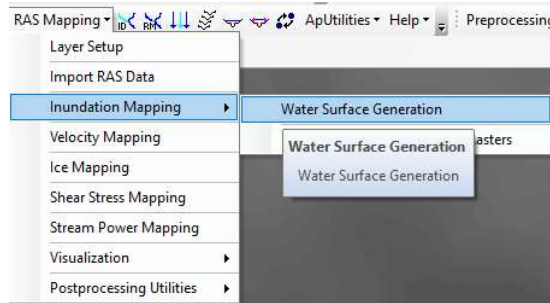 RAS Mapping ApUtilities Help Preprocessing
Layer Setup
Import RAS Data
Inundation Mapping
Water Surface Generation
Velocity Mapping
Water Surface Generation
asters
Ice Mapping
Water Surface Generation
Shear Stress Mapping
Stream Power Mapping
Visualization
Postprocessing Utilities